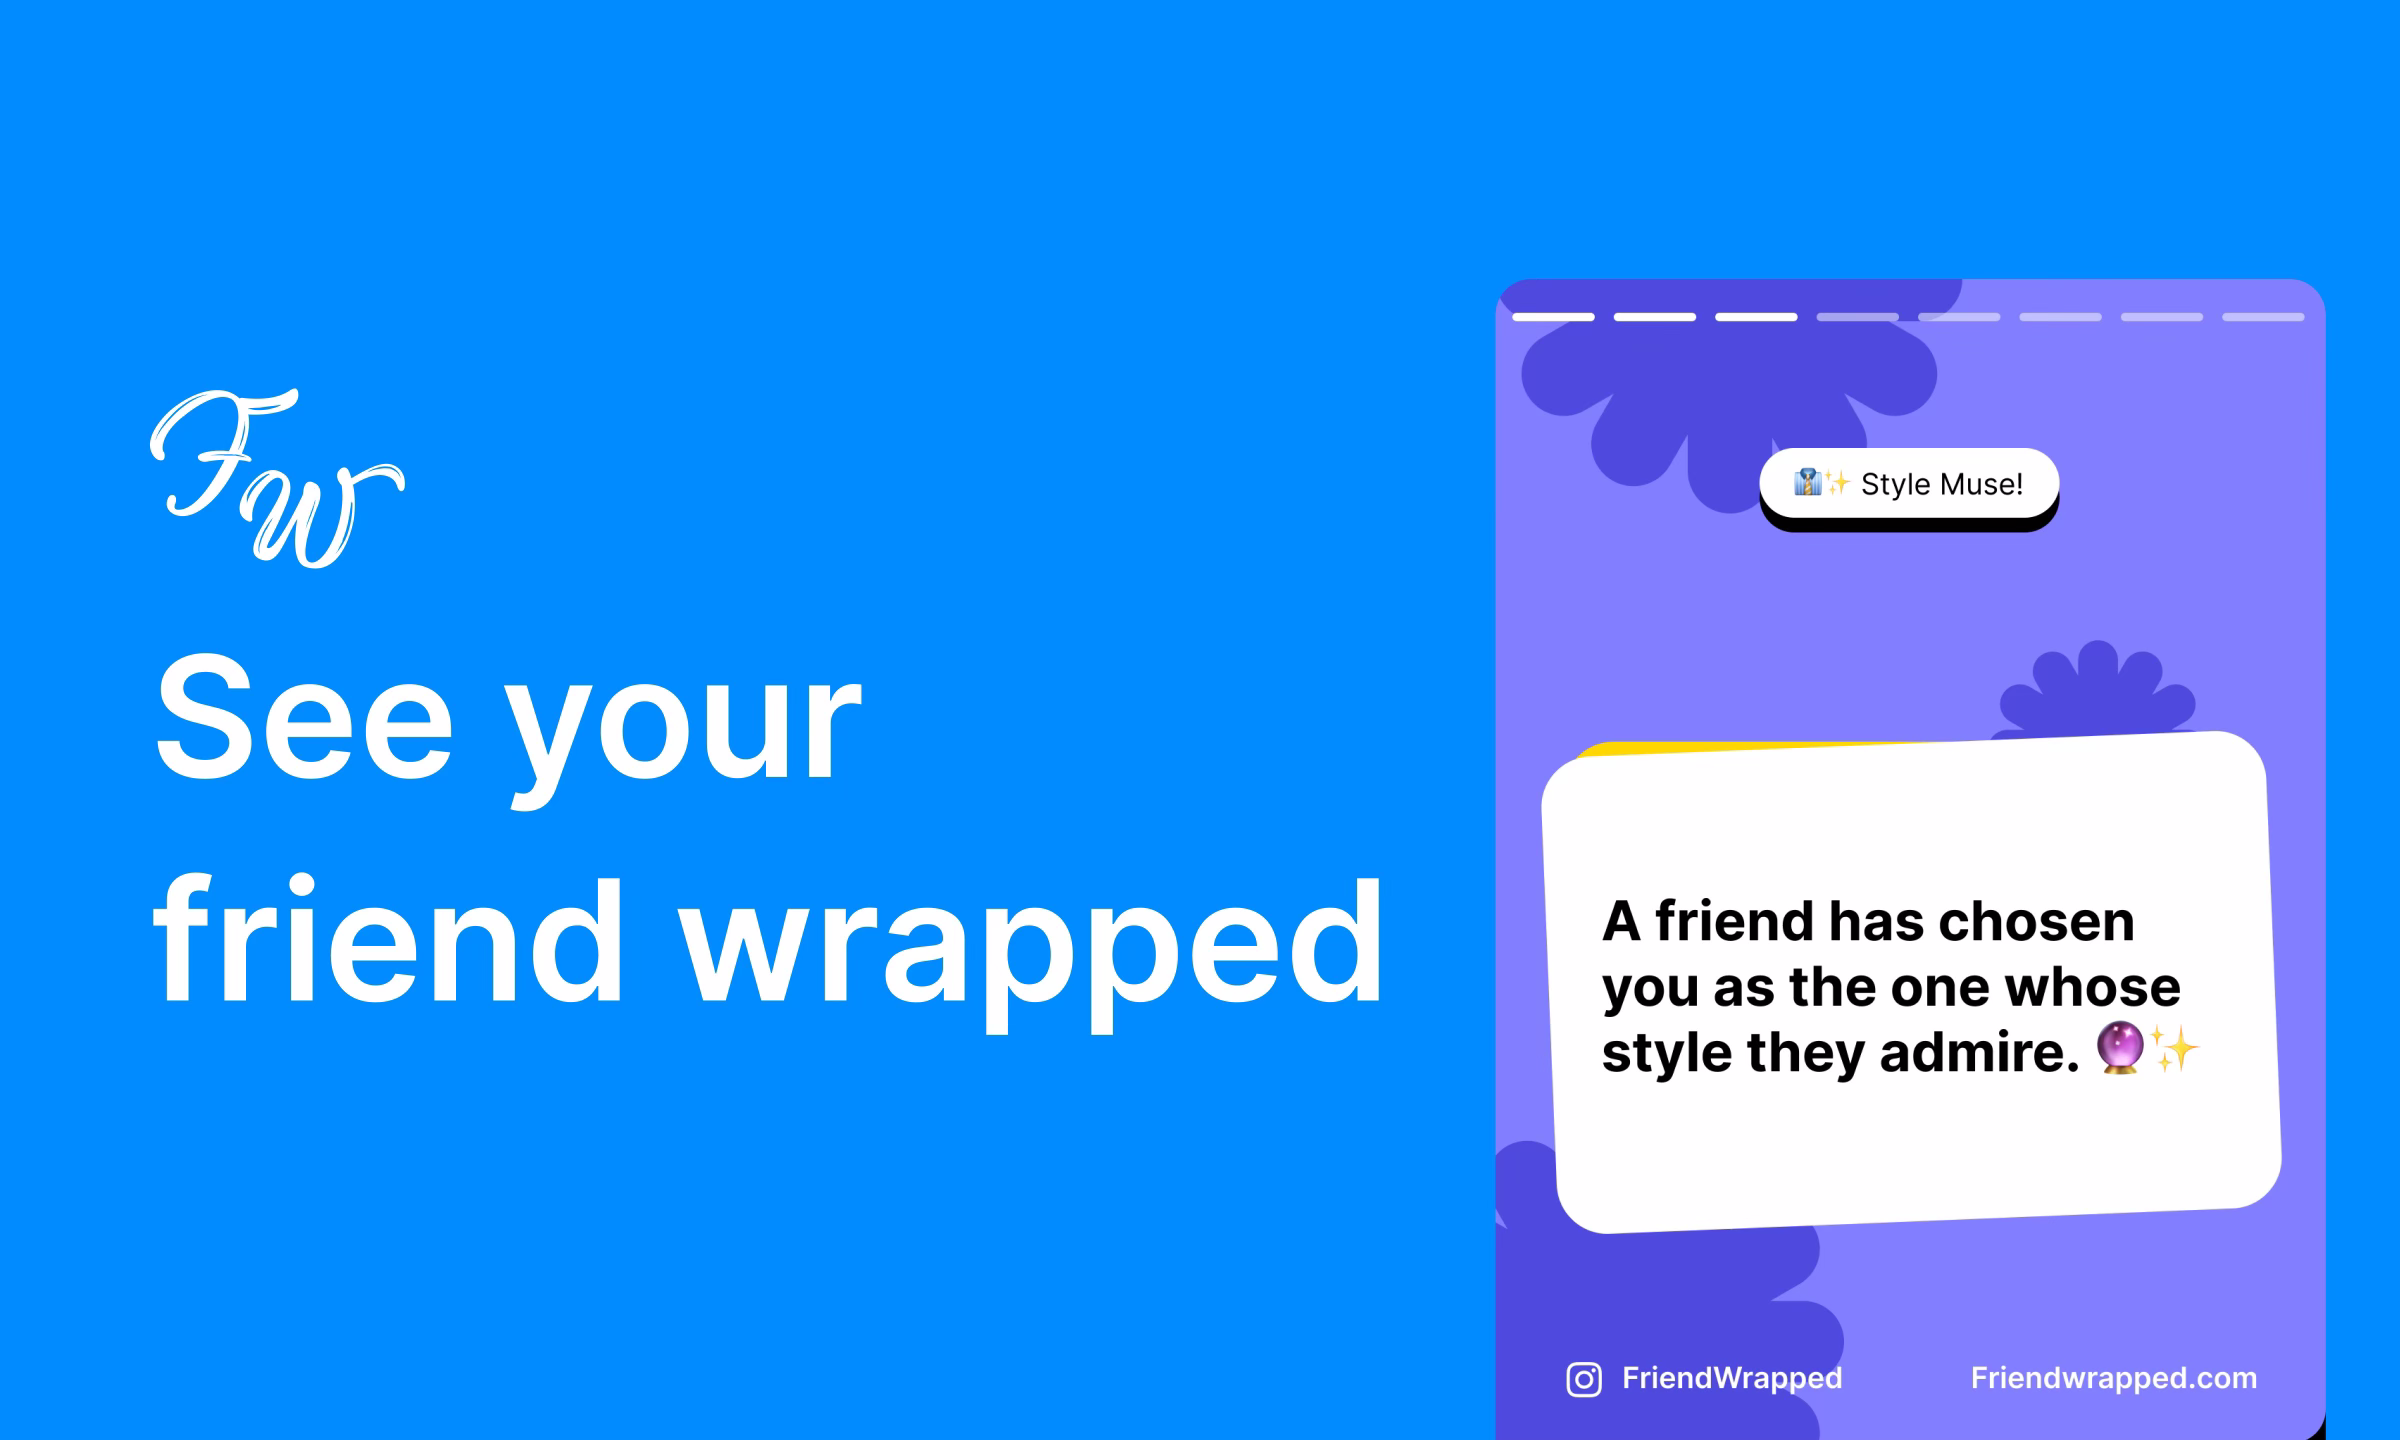 FW
See your
friend wrapped
👔✨ Style Muse!
A friend has chosen
you as the one whose
style they admire. 🔮✨
FriendWrapped
Friendwrapped.com